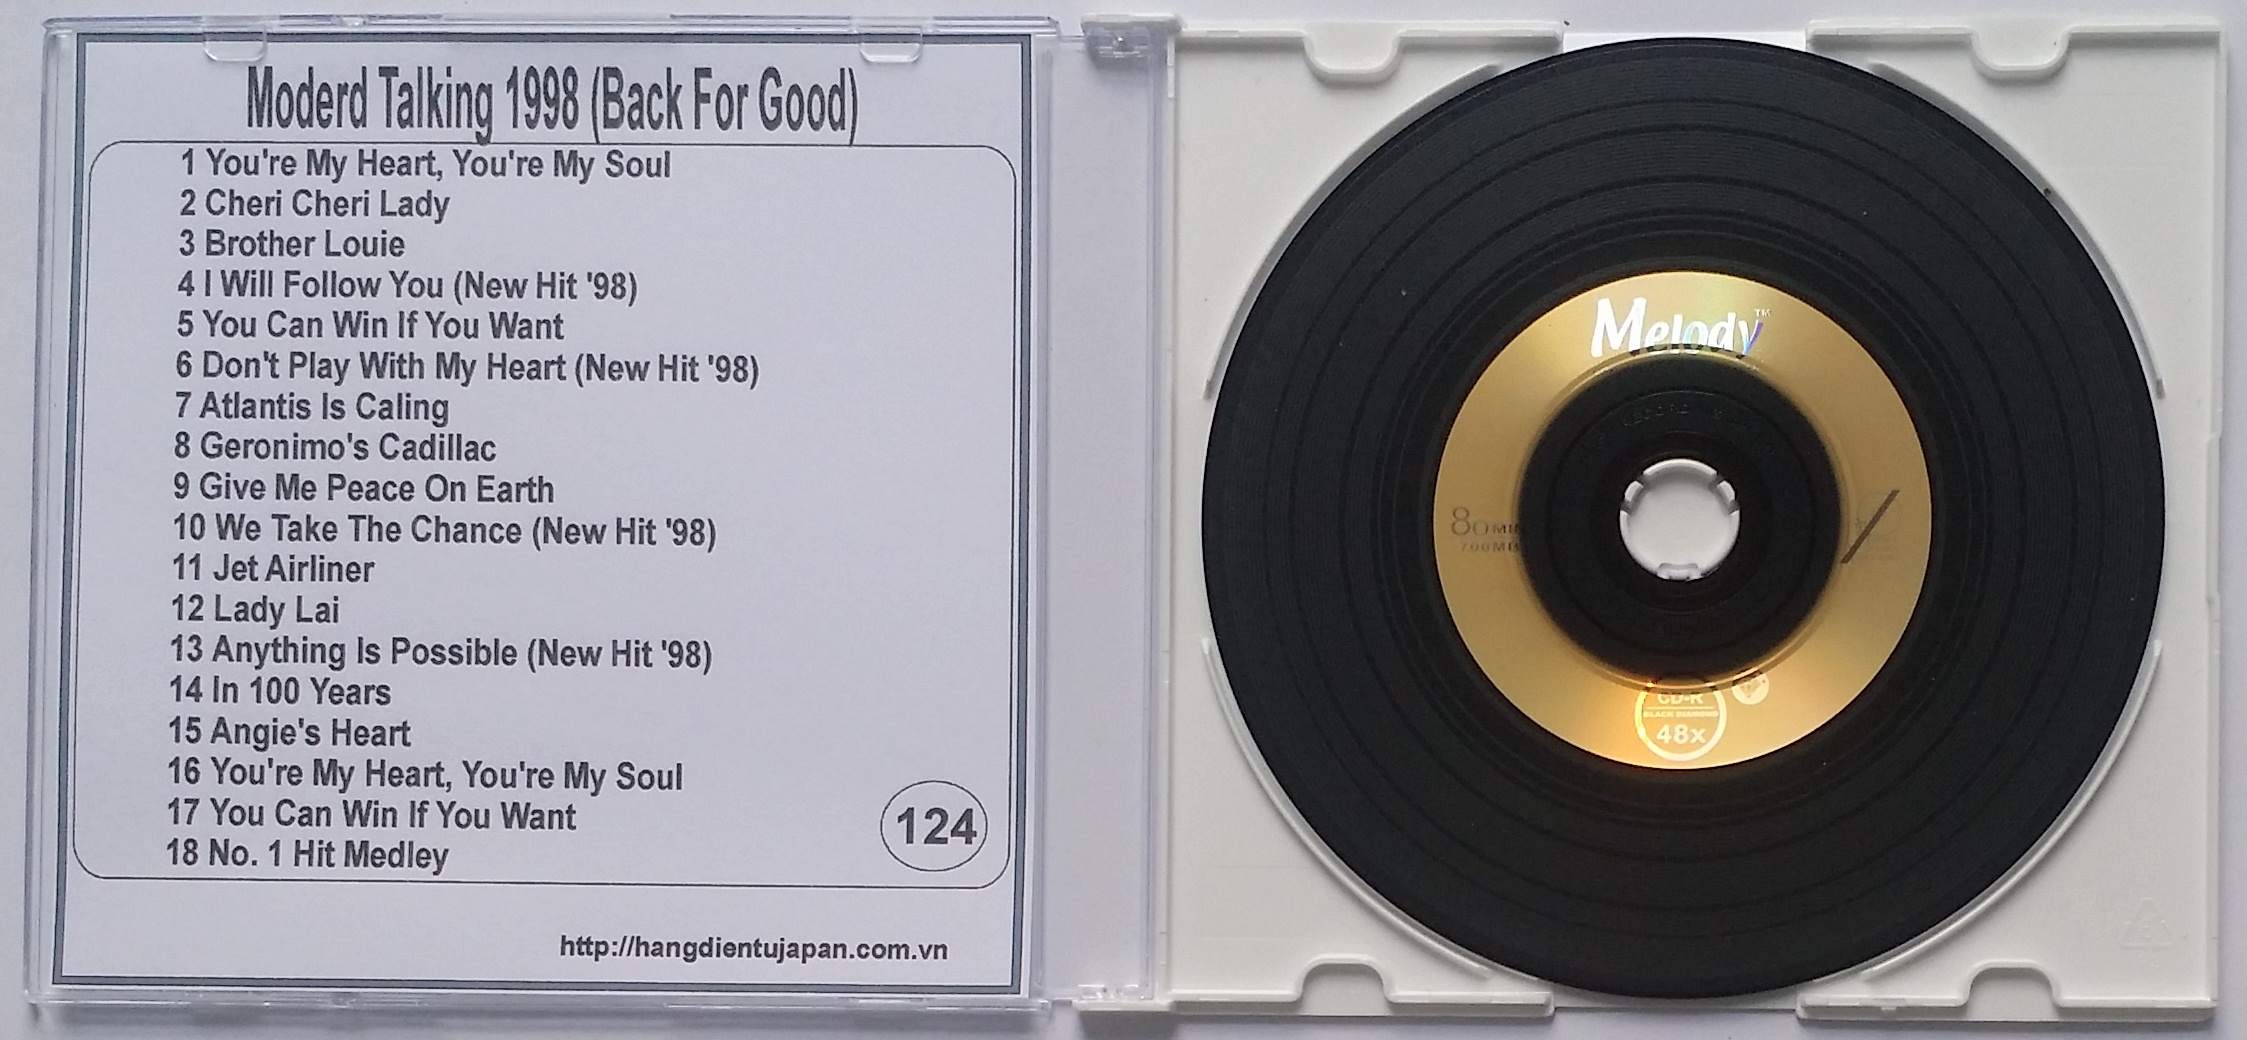 Moderd Talking 1998 (Back For Good)
1 You're My Heart, You're My Soul
2 Cheri Cheri Lady
3 Brother Louie
4 I Will Follow You (New Hit '98)
5 You Can Win If You Want
6 Don't Play With My Heart (New Hit '98)
7 Atlantis Is Caling
8 Geronimo's Cadillac
9 Give Me Peace On Earth
10 We Take The Chance (New Hit '98)
11 Jet Airliner
12 Lady Lai
13 Anything Is Possible (New Hit '98)
14 In 100 Years
15 Angie's Heart
16 You're My Heart, You're My Soul
17 You Can Win If You Want
18 No. 1 Hit Medley
124
http://hangdientujapan.com.vn
Melody™
80 MIN
700MB
CD-R
BLACK DIAMOND
48x